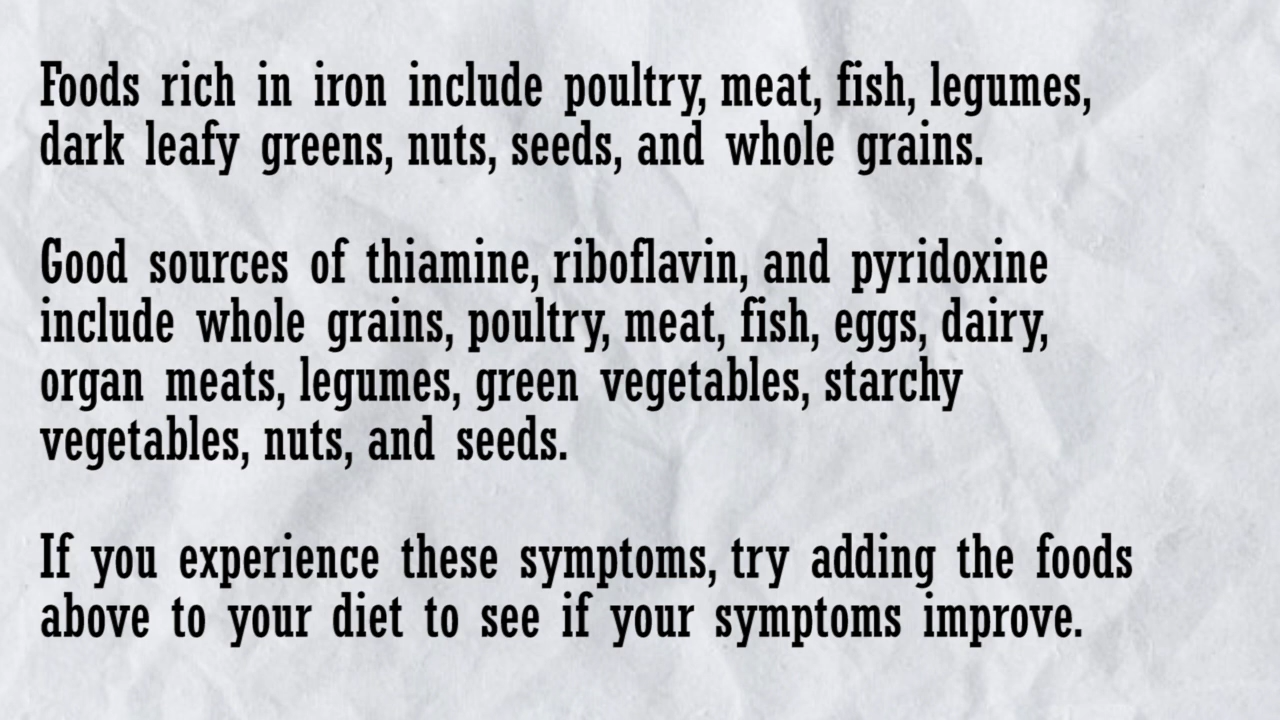 Foods rich in iron include poultry, meat, fish, legumes,
dark leafy greens, nuts, seeds, and whole grains.
Good sources of thiamine, riboflavin, and pyridoxine
include whole grains, poultry, meat, fish, eggs, dairy,
organ meats, legumes, green vegetables, starchy
vegetables, nuts, and seeds.
If you experience these symptoms, try adding the foods
above to your diet to see if your symptoms improve.